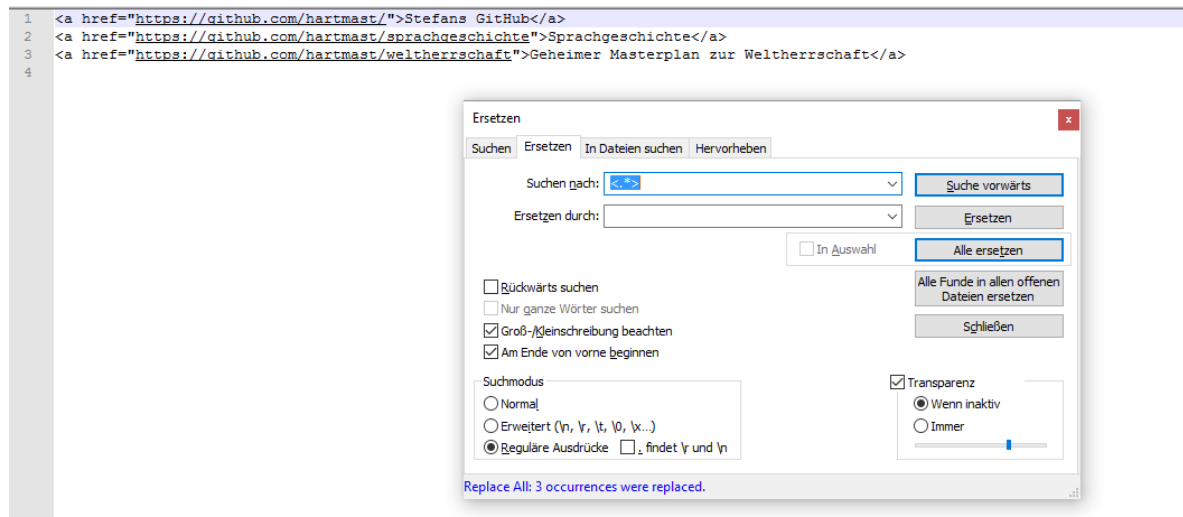 1 <a href="https://github.com/hartmast/">Stefans GitHub</a>
2 <a href="https://github.com/hartmast/sprachgeschichte">Sprachgeschichte</a>
3 <a href="https://github.com/hartmast/weltherrschaft">Geheimer Masterplan zur Weltherrschaft</a>
4
Ersetzen x
Suchen Ersetzen In Dateien suchen Hervorheben
Suchen nach: <.*> Suche vorwärts
Ersetzen durch: Ersetzen
In Auswahl Alle ersetzen
Alle Funde in allen offenen
Dateien ersetzen
Rückwärts suchen
Nur ganze Wörter suchen
Groß-/Kleinschreibung beachten Schließen
Am Ende von vorne beginnen
Suchmodus Transparenz
Normal Wenn inaktiv
Erweitert (\n, \r, \t, \0, \x...) Immer
Reguläre Ausdrücke . findet \r und \n
Replace All: 3 occurrences were replaced.